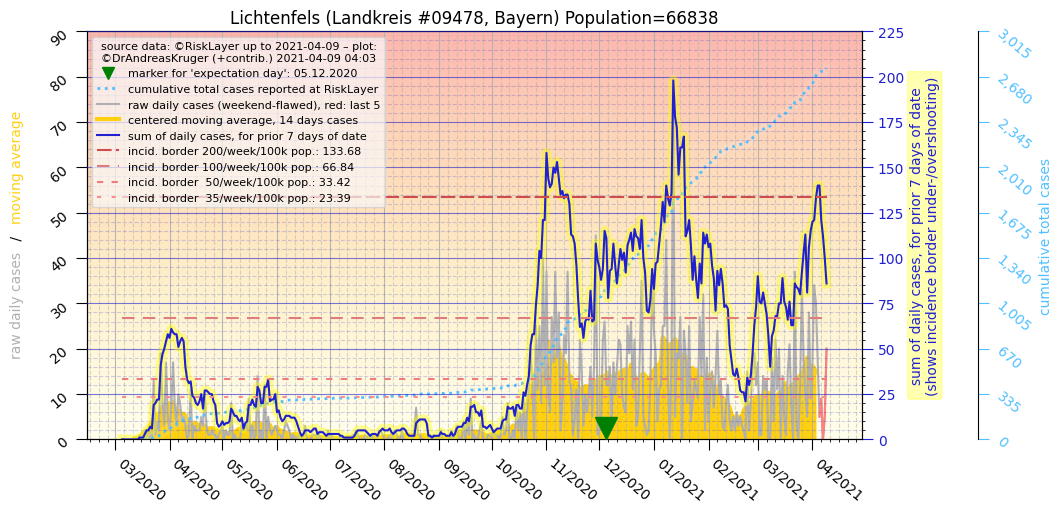 Lichtenfels (Landkreis #09478, Bayern) Population=66838
source data: ©RiskLayer up to 2021-04-09 – plot:
©DrAndreasKruger (+contrib.) 2021-04-09 04:03
marker for 'expectation day': 05.12.2020
cumulative total cases reported at RiskLayer
raw daily cases (weekend-flawed), red: last 5
centered moving average, 14 days cases
sum of daily cases, for prior 7 days of date
incid. border 200/week/100k pop.: 133.68
incid. border 100/week/100k pop.: 66.84
incid. border  50/week/100k pop.: 33.42
incid. border  35/week/100k pop.: 23.39
raw daily cases / moving average
90
80
70
60
50
40
30
20
10
0
03/2020
04/2020
05/2020
06/2020
07/2020
08/2020
09/2020
10/2020
11/2020
12/2020
01/2021
02/2021
03/2021
04/2021
225
200
175
150
125
100
75
50
25
0
sum of daily cases, for prior 7 days of date
(shows incidence border under-/overshooting)
3,015
2,680
2,345
2,010
1,675
1,340
1,005
670
335
0
cumulative total cases